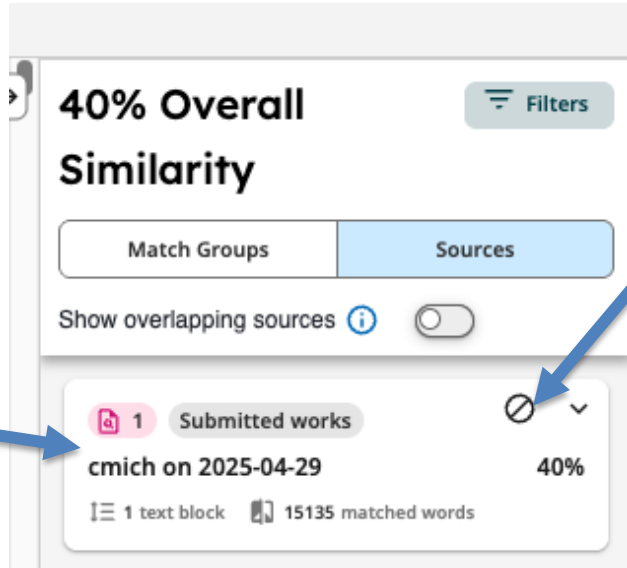 40% Overall
Similarity
Filters
Match Groups
Sources
Show overlapping sources
1
Submitted works
cmich on 2025-04-29
40%
1 text block
15135 matched words